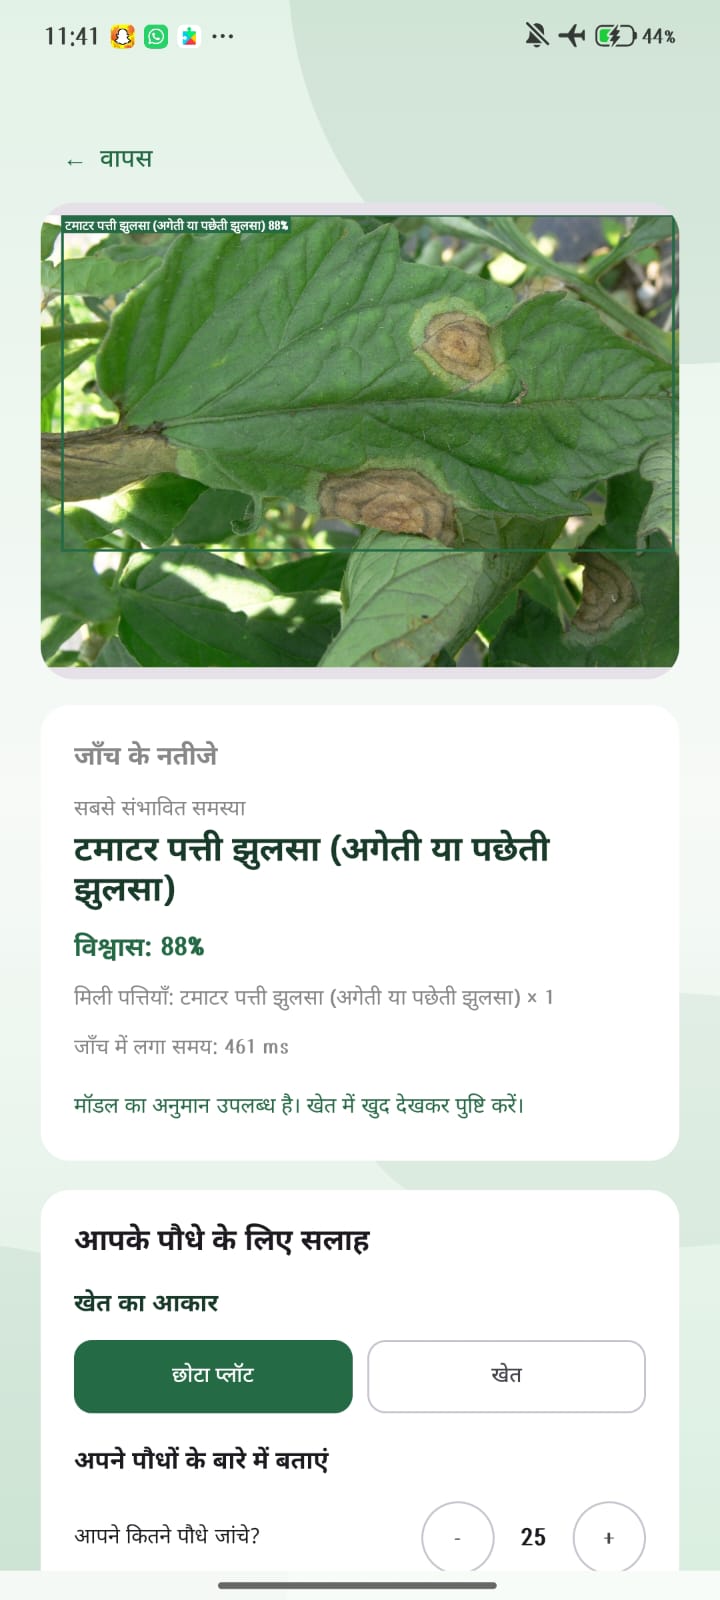 11:41
44%
← वापस
टमाटर पत्ती झुलसा (अगेती या पछेती झुलसा) 88%
जाँच के नतीजे
सबसे संभावित समस्या
टमाटर पत्ती झुलसा (अगेती या पछेती
झुलसा)
विश्वास: 88%
मिली पत्तियाँ: टमाटर पत्ती झुलसा (अगेती या पछेती झुलसा) × 1
जाँच में लगा समय: 461 ms
मॉडल का अनुमान उपलब्ध है। खेत में खुद देखकर पुष्टि करें।
आपके पौधे के लिए सलाह
खेत का आकार
छोटा प्लॉट
खेत
अपने पौधों के बारे में बताएं
आपने कितने पौधे जांचे?
- 25 +